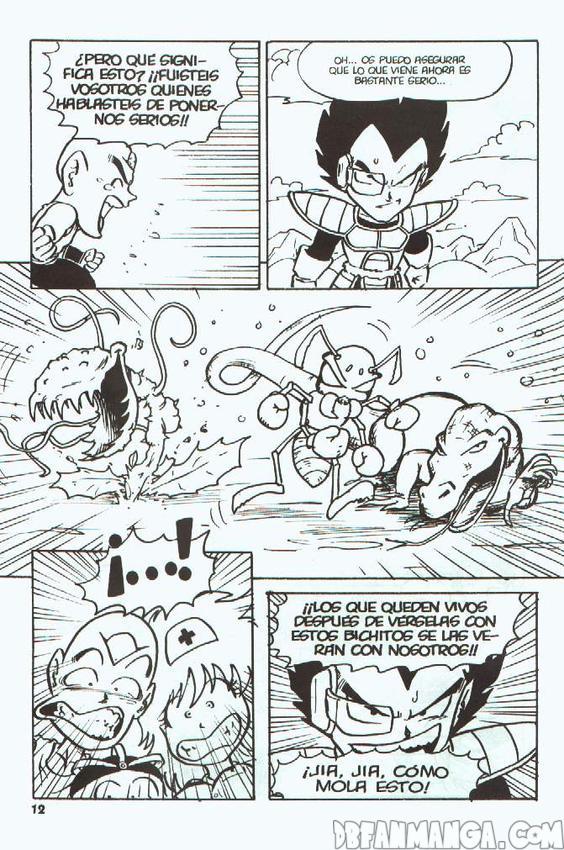 ¿PERO QUÉ SIGNI-
FICA ESTO? ¡¡FUISTEIS
VOSOTROS QUIENES
HABLASTEIS DE PONER-
NOS SERIOS!!
OH... OS PUEDO ASEGURAR
QUE LO QUE VIENE AHORA ES
BASTANTE SERIO...
¡...!
¡¡LOS QUE QUEDEN VIVOS
DESPUÉS DE VÉRSELAS CON
ESTOS BICHITOS SE LAS VE-
RÁN CON NOSOTROS!!
¡JIA, JIA, CÓMO
MOLA ESTO!
12
DBFANMANGA.COM